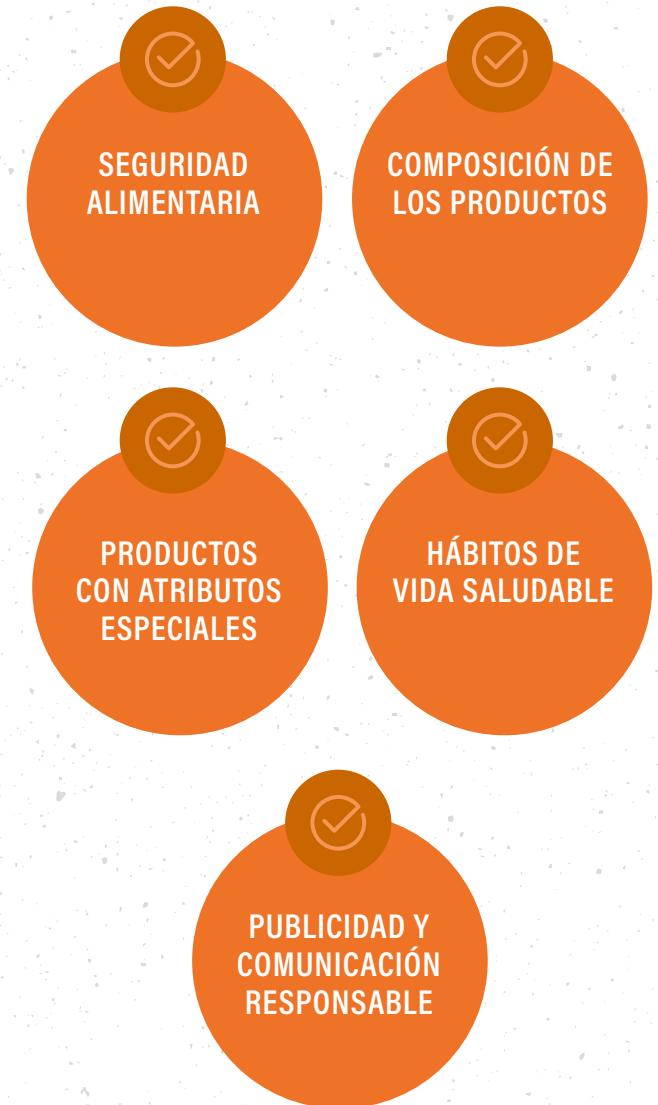 SEGURIDAD
ALIMENTARIA
COMPOSICIÓN DE
LOS PRODUCTOS
PRODUCTOS
CON ATRIBUTOS
ESPECIALES
HÁBITOS DE
VIDA SALUDABLE
PUBLICIDAD Y
COMUNICACIÓN
RESPONSABLE